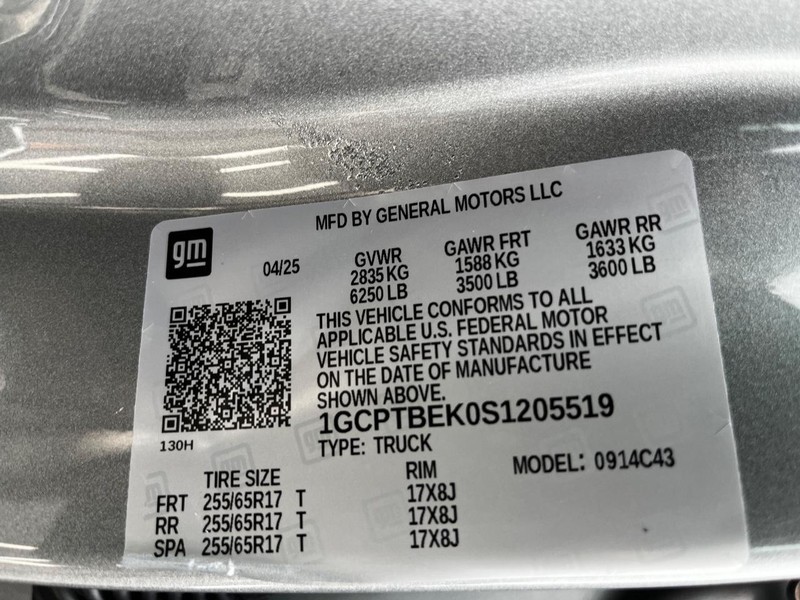 MFD BY GENERAL MOTORS LLC
gm
04/25
GVWR
2835 KG
6250 LB
GAWR FRT
1588 KG
3500 LB
GAWR RR
1633 KG
3600 LB
THIS VEHICLE CONFORMS TO ALL
APPLICABLE U.S. FEDERAL MOTOR
VEHICLE SAFETY STANDARDS IN EFFECT
ON THE DATE OF MANUFACTURE
SHOWN ABOVE.
1GCPTBEK0S1205519
130H
TYPE: TRUCK
MODEL: 0914C43
TIRE SIZE RIM
FRT 255/65R17 T 17X8J
RR 255/65R17 T 17X8J
SPA 255/65R17 T 17X8J